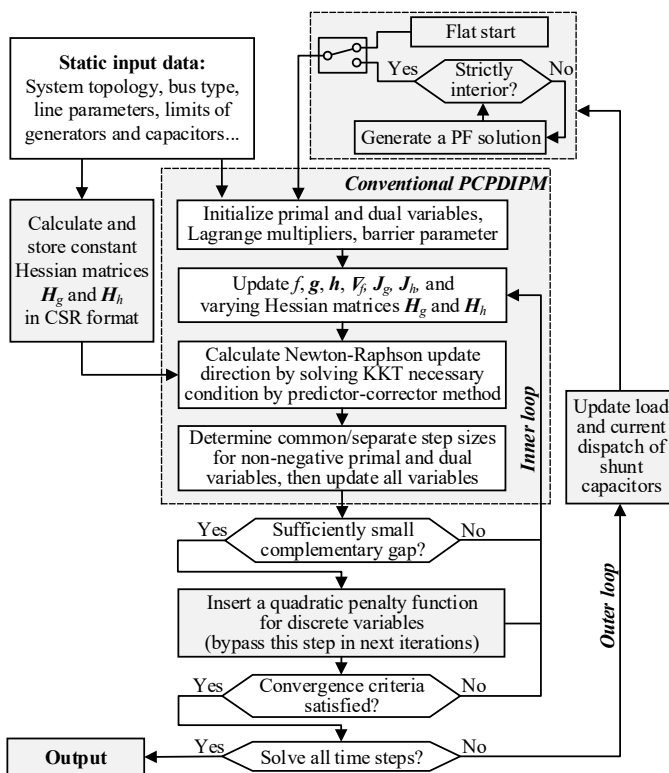 Static input data:
System topology, bus type,
line parameters, limits of
generators and capacitors...
Flat start
Yes
Strictly
interior?
No
Generate a PF solution
Conventional PCPDIPM
Calculate and
store constant
Hessian matrices
H_g and H_h
in CSR format
Initialize primal and dual variables,
Lagrange multipliers, barrier parameter
Update f, g, h, ∇_f, J_g, J_h, and
varying Hessian matrices H_g and H_h
Calculate Newton-Raphson update
direction by solving KKT necessary
condition by predictor-corrector method
Determine common/separate step sizes
for non-negative primal and dual
variables, then update all variables
Inner loop
Update load
and current
dispatch of
shunt
capacitors
Yes
Sufficiently small
complementary gap?
No
Insert a quadratic penalty function
for discrete variables
(bypass this step in next iterations)
Outer loop
Yes
Convergence criteria
satisfied?
No
Output
Yes
Solve all time steps?
No